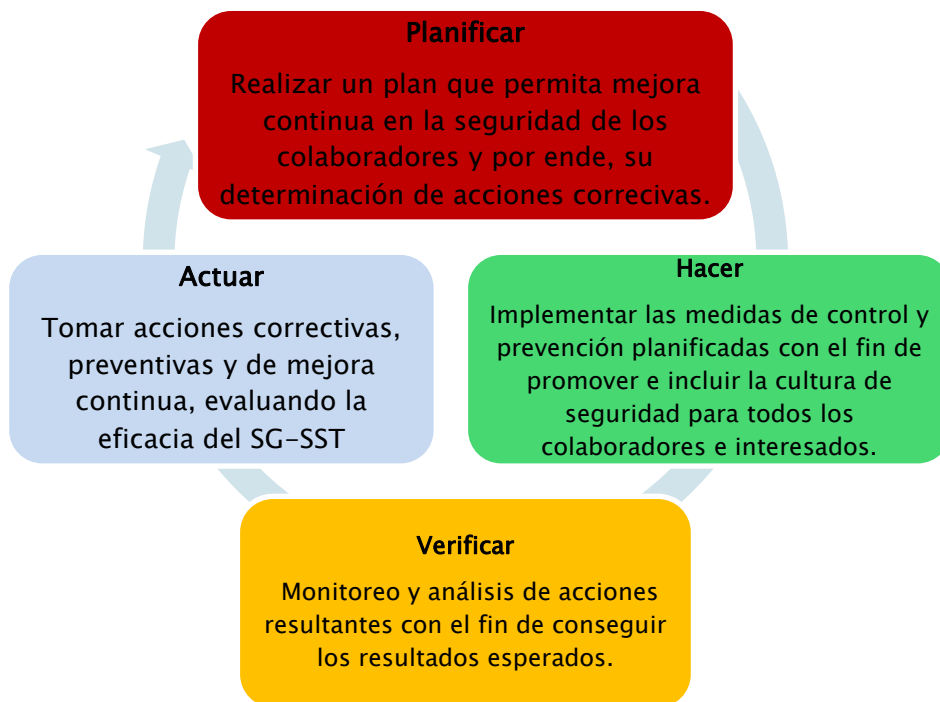 Planificar
Realizar un plan que permita mejora
continua en la seguridad de los
colaboradores y por ende, su
determinación de acciones correcivas.
Hacer
Implementar las medidas de control y
prevención planificadas con el fin de
promover e incluir la cultura de
seguridad para todos los
colaboradores e interesados.
Verificar
Monitoreo y análisis de acciones
resultantes con el fin de conseguir
los resultados esperados.
Actuar
Tomar acciones correctivas,
preventivas y de mejora
continua, evaluando la
eficacia del SG-SST